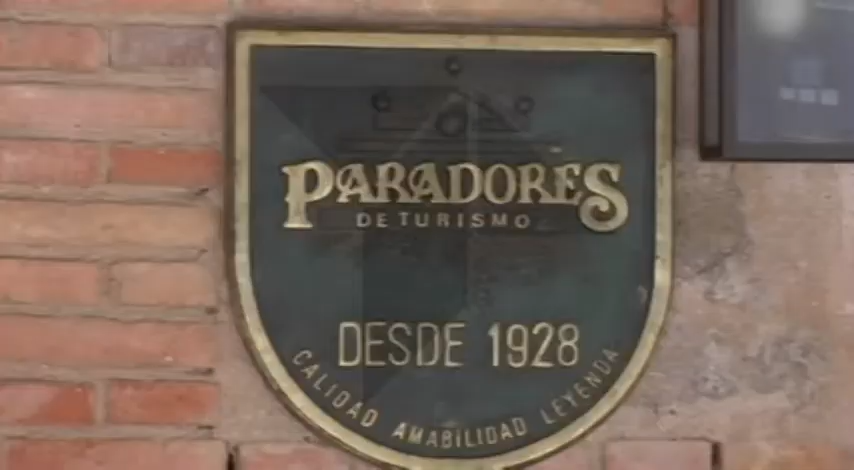 PARADORES
DE TURISMO
DESDE 1928
CALIDAD AMABILIDAD LEYENDA